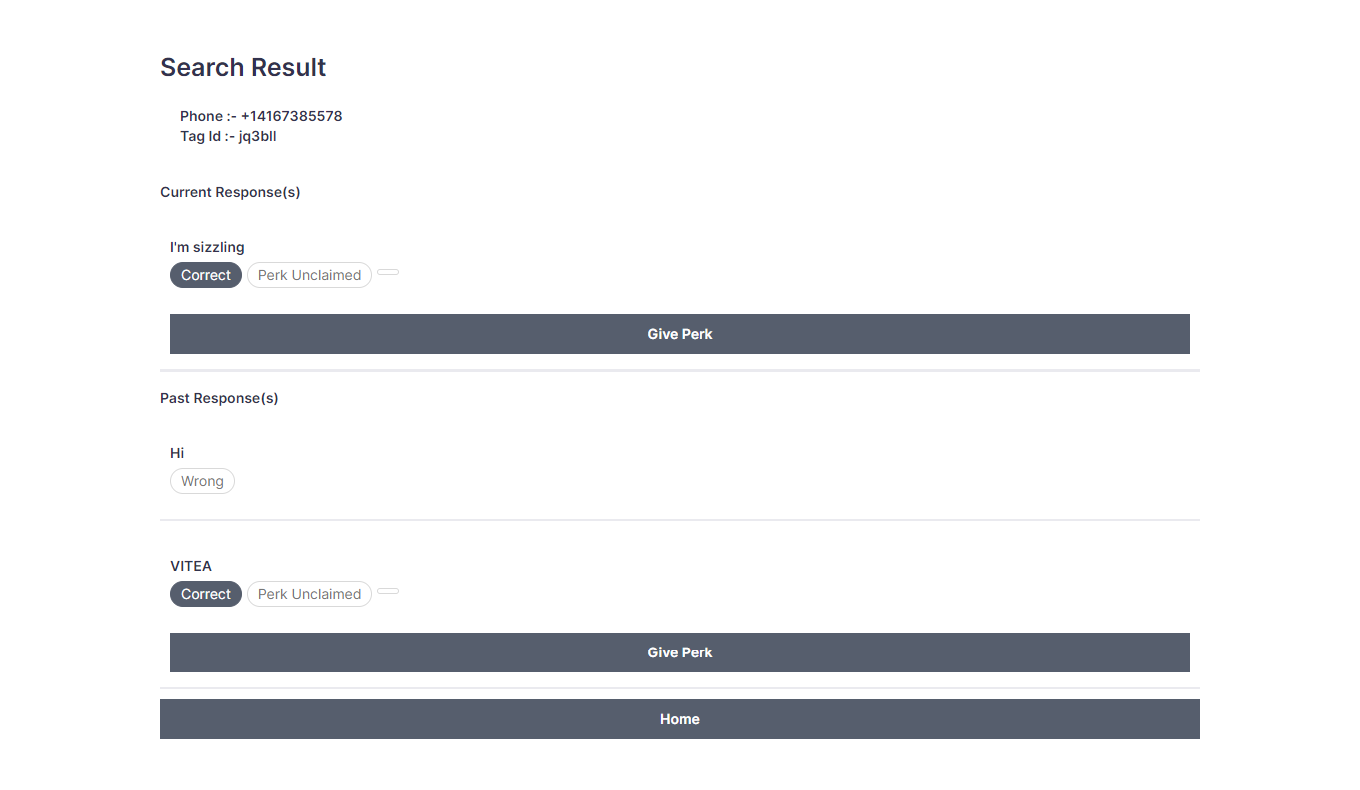 Search Result
Phone :- +14167385578
Tag Id :- jq3bll
Current Response(s)
I'm sizzling
Correct Perk Unclaimed
Give Perk
Past Response(s)
Hi
Wrong
VITEA
Correct Perk Unclaimed
Give Perk
Home